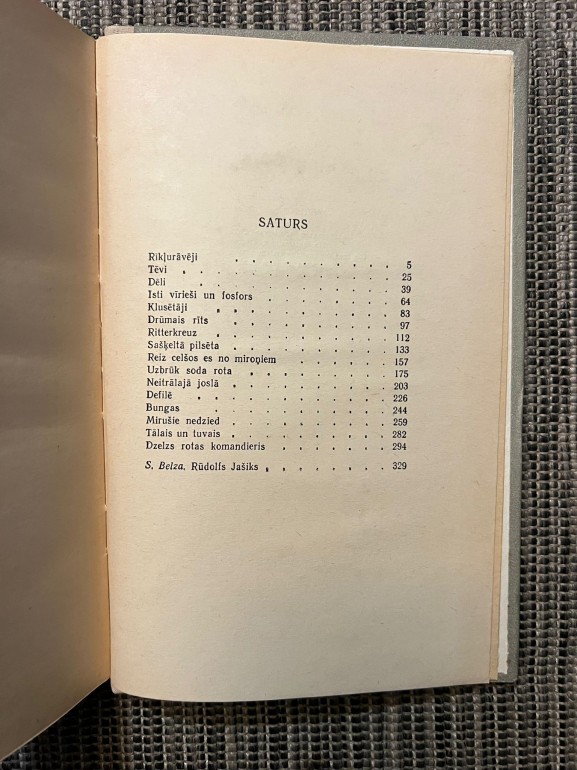 SATURS
Rīkļurāvēji . . . . . . . . . . 5
Tēvi . . . . . . . . . . . 25
Dēli . . . . . . . . . . . 39
Īsti vīrieši un fosfors . . . . . . . . 64
Klusētāji . . . . . . . . . . 83
Drūmais rīts . . . . . . . . . . 97
Ritterkreuz . . . . . . . . . . 112
Sašķeltā pilsēta . . . . . . . . . 133
Reiz celšos es no miroņiem . . . . . . 157
Uzbrūk soda rota . . . . . . . . . 175
Neitrālajā joslā . . . . . . . . . 203
Defilē . . . . . . . . . . 226
Bungas . . . . . . . . . . 244
Mirušie nedzied . . . . . . . . . 259
Tālais un tuvais . . . . . . . . . 282
Dzelzs rotas komandieris . . . . . . . 294
S. Belza. Rūdolfs Jašiks . . . . . . . 329